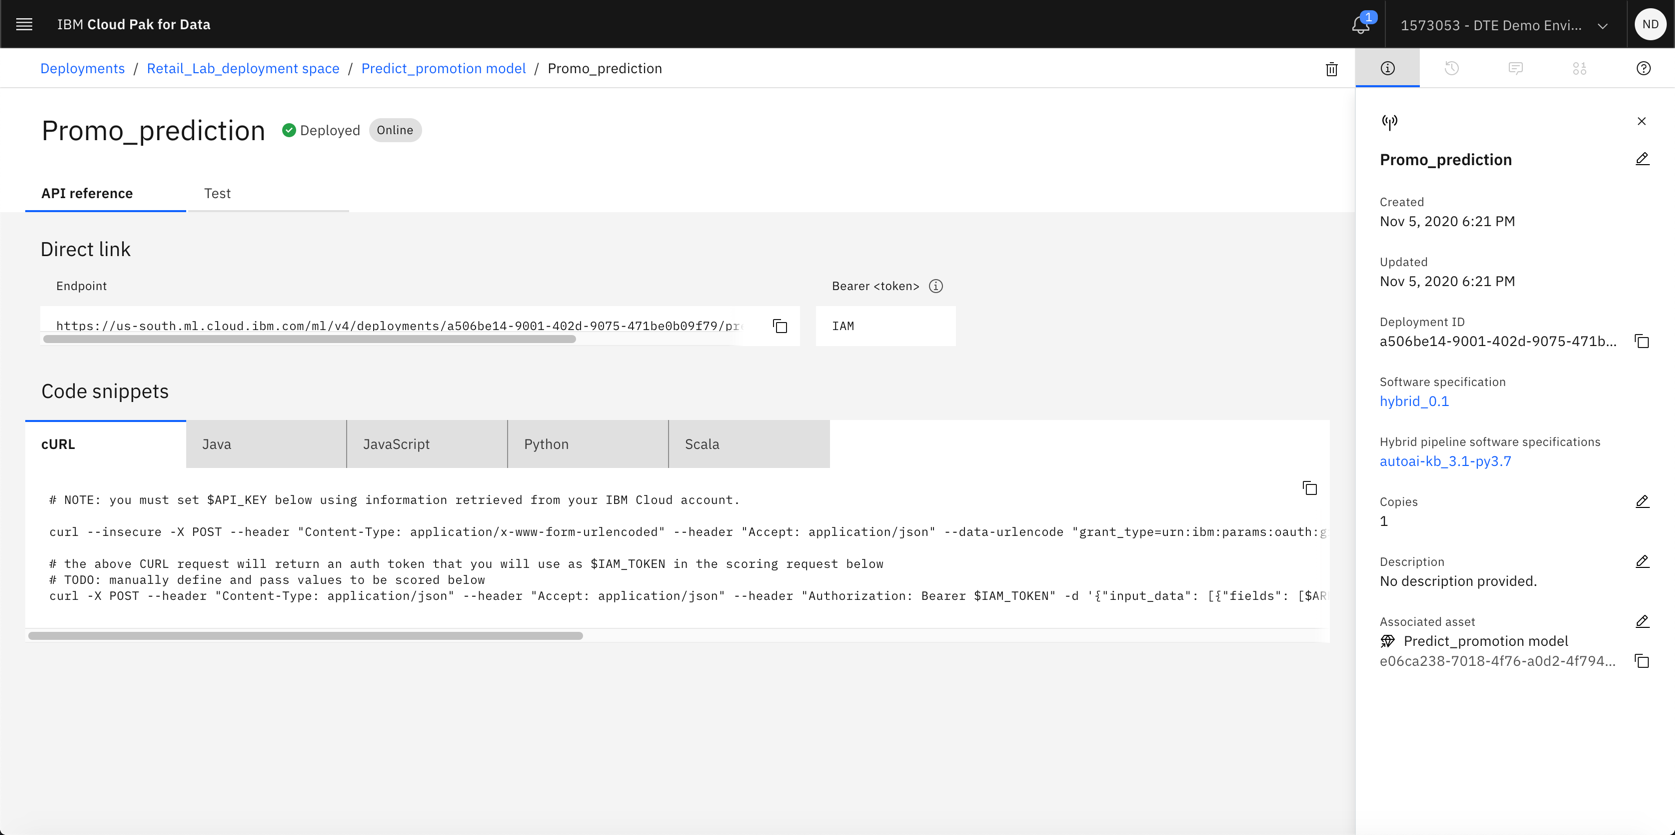 IBM Cloud Pak for Data
1
1573053 - DTE Demo Envi...
ND
Deployments / Retail_Lab_deployment space / Predict_promotion model / Promo_prediction
Promo_prediction
Deployed
Online
API reference
Test
Direct link
Endpoint
Bearer <token>
https://us-south.ml.cloud.ibm.com/ml/v4/deployments/a506be14-9001-402d-9075-471be0b09f79/pre
IAM
Code snippets
cURL
Java
JavaScript
Python
Scala
# NOTE: you must set $API_KEY below using information retrieved from your IBM Cloud account.
curl --insecure -X POST --header "Content-Type: application/x-www-form-urlencoded" --header "Accept: application/json" --data-urlencode "grant_type=urn:ibm:params:oauth:g
# the above CURL request will return an auth token that you will use as $IAM_TOKEN in the scoring request below
# TODO: manually define and pass values to be scored below
curl -X POST --header "Content-Type: application/json" --header "Accept: application/json" --header "Authorization: Bearer $IAM_TOKEN" -d '{"input_data": [{"fields": [$AR
Promo_prediction
Created
Nov 5, 2020 6:21 PM
Updated
Nov 5, 2020 6:21 PM
Deployment ID
a506be14-9001-402d-9075-471b...
Software specification
hybrid_0.1
Hybrid pipeline software specifications
autoai-kb_3.1-py3.7
Copies
1
Description
No description provided.
Associated asset
Predict_promotion model
e06ca238-7018-4f76-a0d2-4f794...